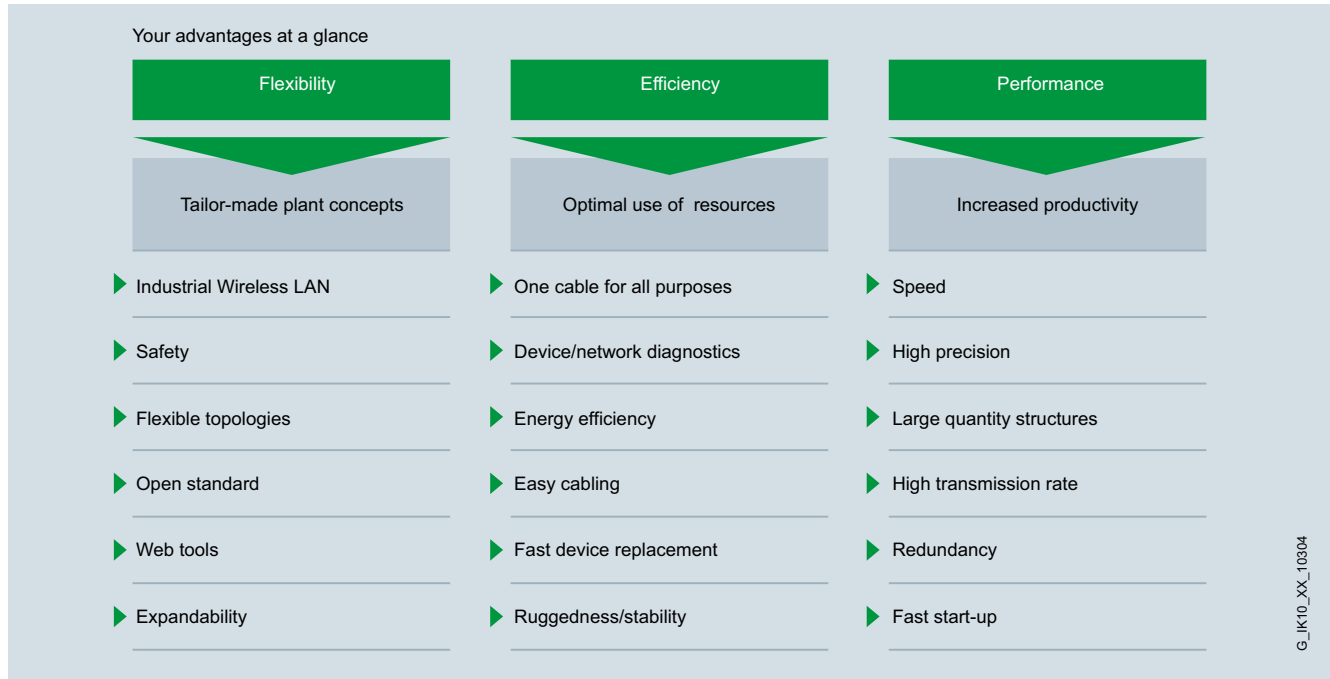 Your advantages at a glance
Flexibility
Tailor-made plant concepts
Industrial Wireless LAN
Safety
Flexible topologies
Open standard
Web tools
Expandability
Efficiency
Optimal use of resources
One cable for all purposes
Device/network diagnostics
Energy efficiency
Easy cabling
Fast device replacement
Ruggedness/stability
Performance
Increased productivity
Speed
High precision
Large quantity structures
High transmission rate
Redundancy
Fast start-up
G_IK10_XX_10304